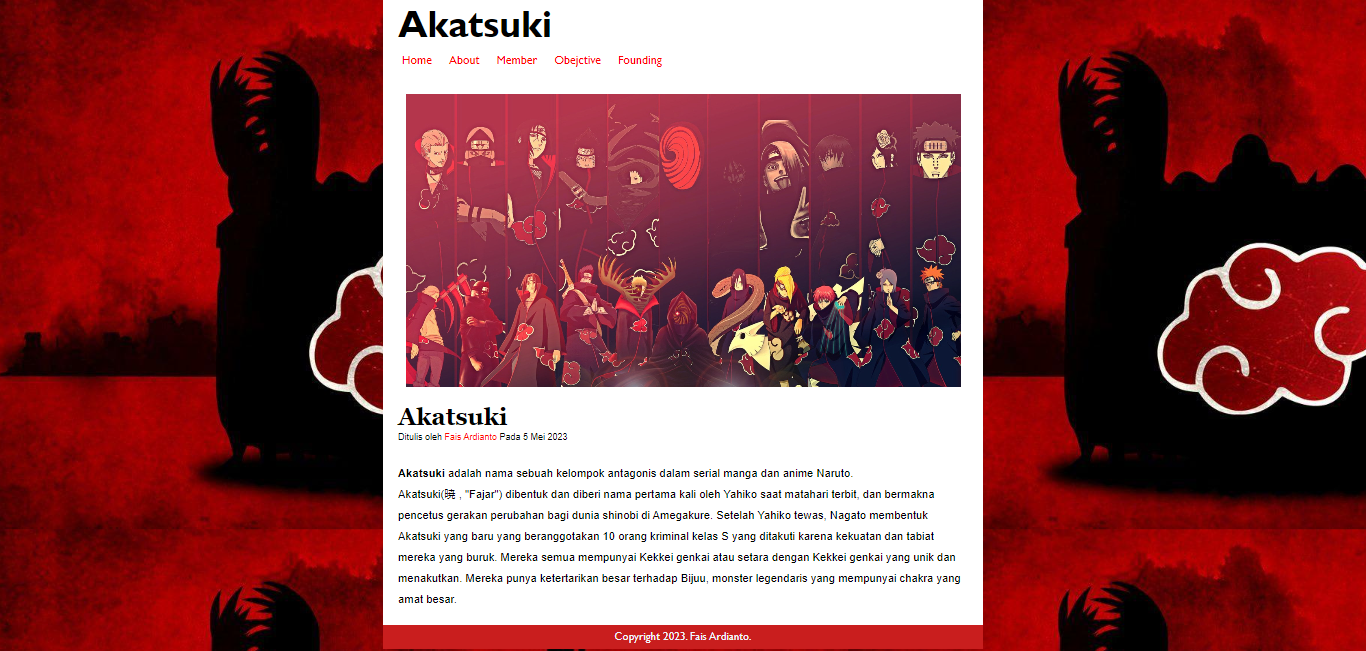 Akatsuki
Home About Member Obejctive Founding
Akatsuki
Ditulis oleh Fais Ardianto Pada 5 Mei 2023
Akatsuki adalah nama sebuah kelompok antagonis dalam serial manga dan anime Naruto.
Akatsuki(暁 , "Fajar") dibentuk dan diberi nama pertama kali oleh Yahiko saat matahari terbit, dan bermakna
pencetus gerakan perubahan bagi dunia shinobi di Amegakure. Setelah Yahiko tewas, Nagato membentuk
Akatsuki yang baru yang beranggotakan 10 orang kriminal kelas S yang ditakuti karena kekuatan dan tabiat
mereka yang buruk. Mereka semua mempunyai Kekkei genkai atau setara dengan Kekkei genkai yang unik dan
menakutkan. Mereka punya ketertarikan besar terhadap Bijuu, monster legendaris yang mempunyai chakra yang
amat besar.
Copyright 2023. Fais Ardianto.